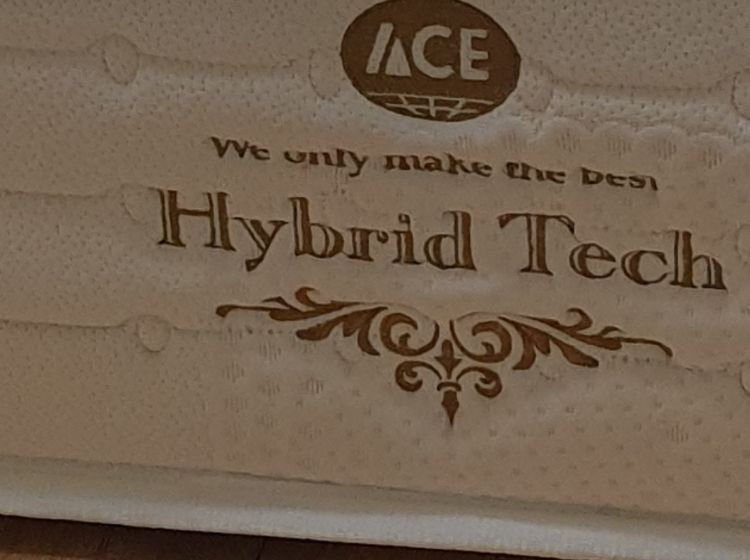 ACE
We only make the best
Hybrid Tech